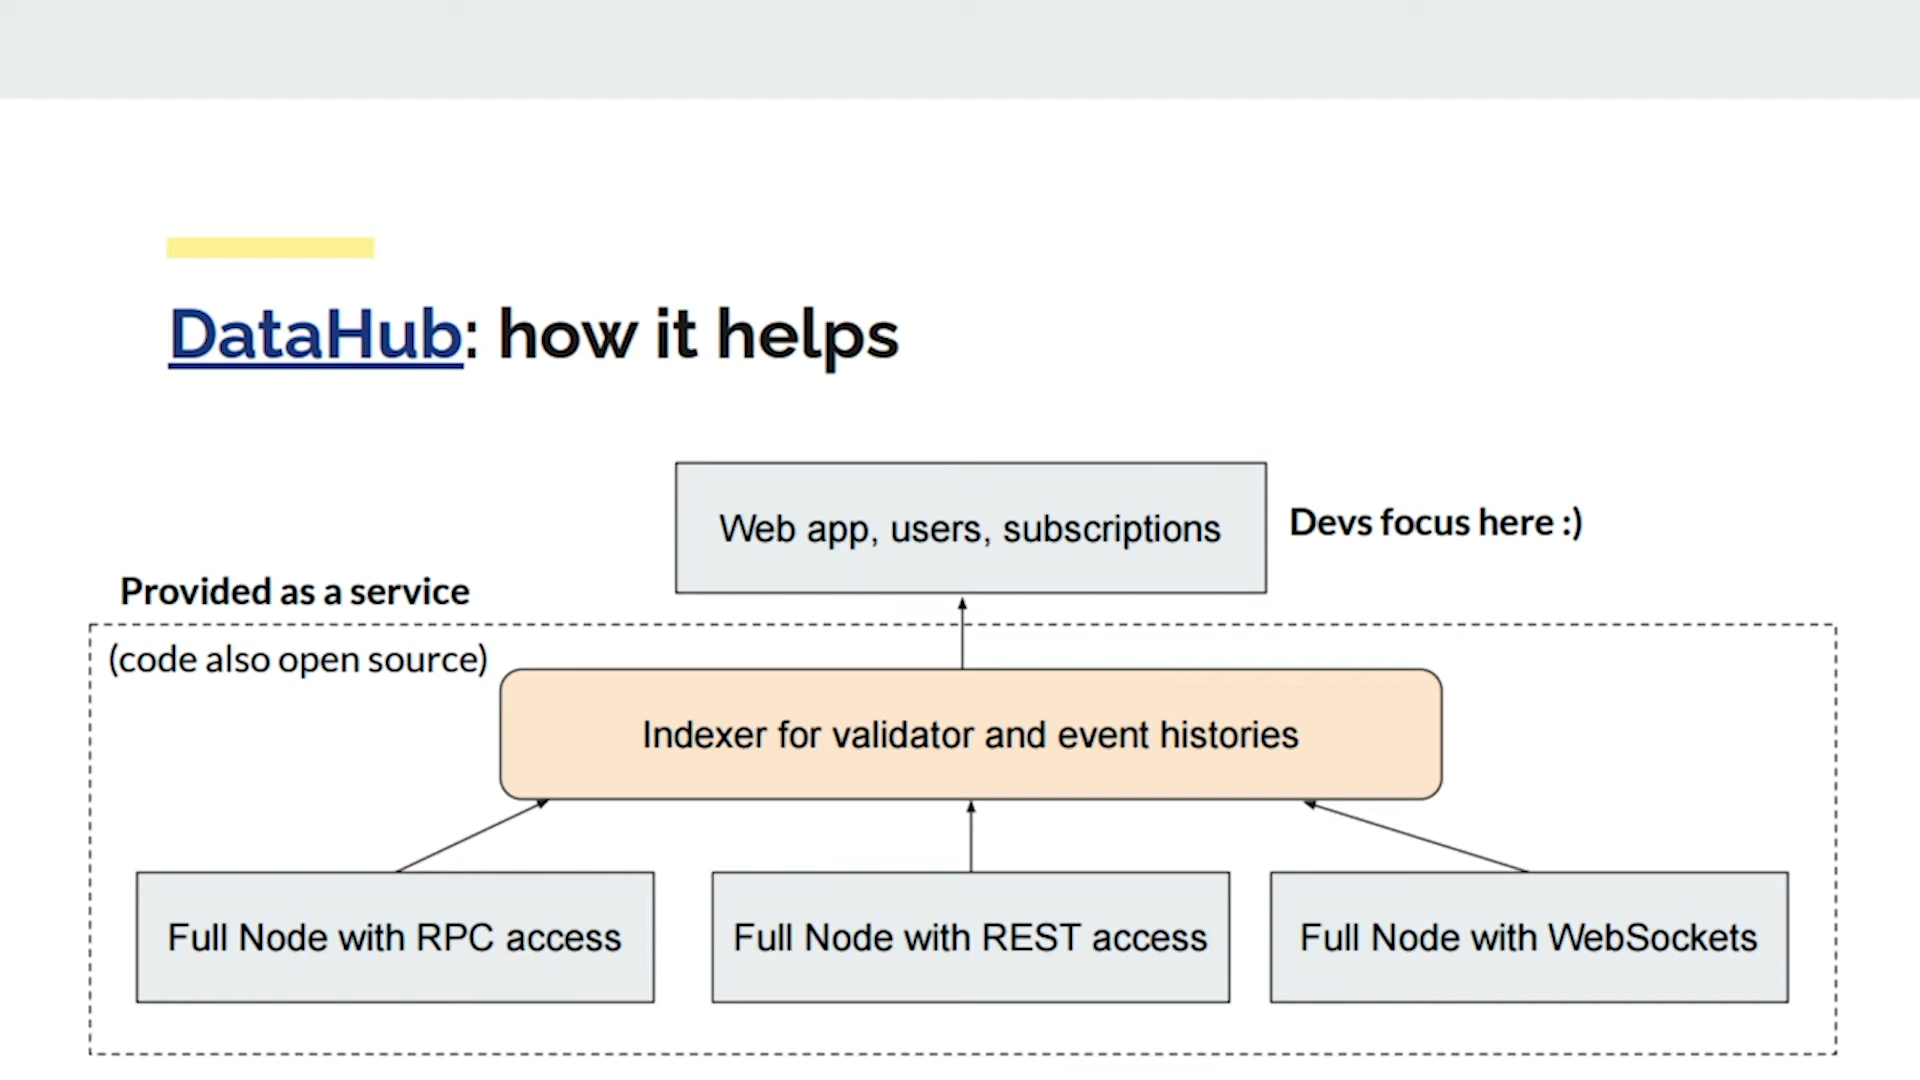 DataHub: how it helps
Web app, users, subscriptions
Devs focus here :)
Provided as a service
(code also open source)
Indexer for validator and event histories
Full Node with RPC access
Full Node with REST access
Full Node with WebSockets